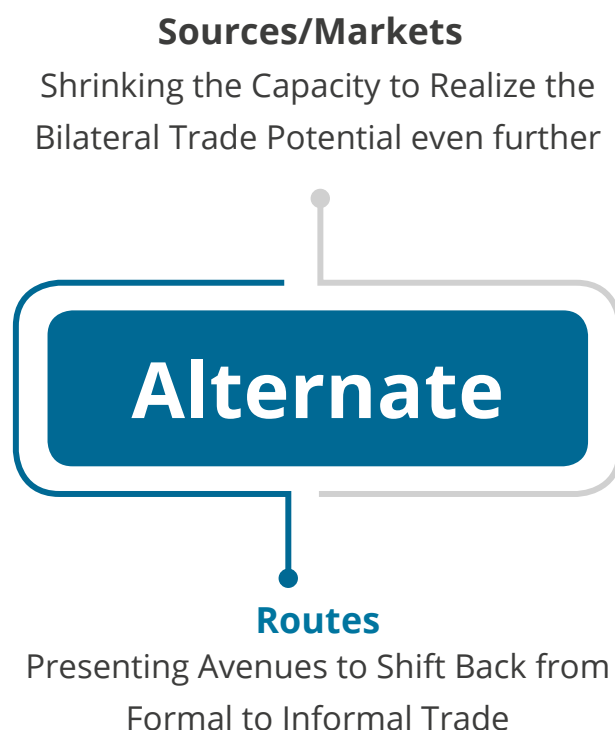 Sources/Markets
Shrinking the Capacity to Realize the
Bilateral Trade Potential even further
Alternate
Routes
Presenting Avenues to Shift Back from
Formal to Informal Trade